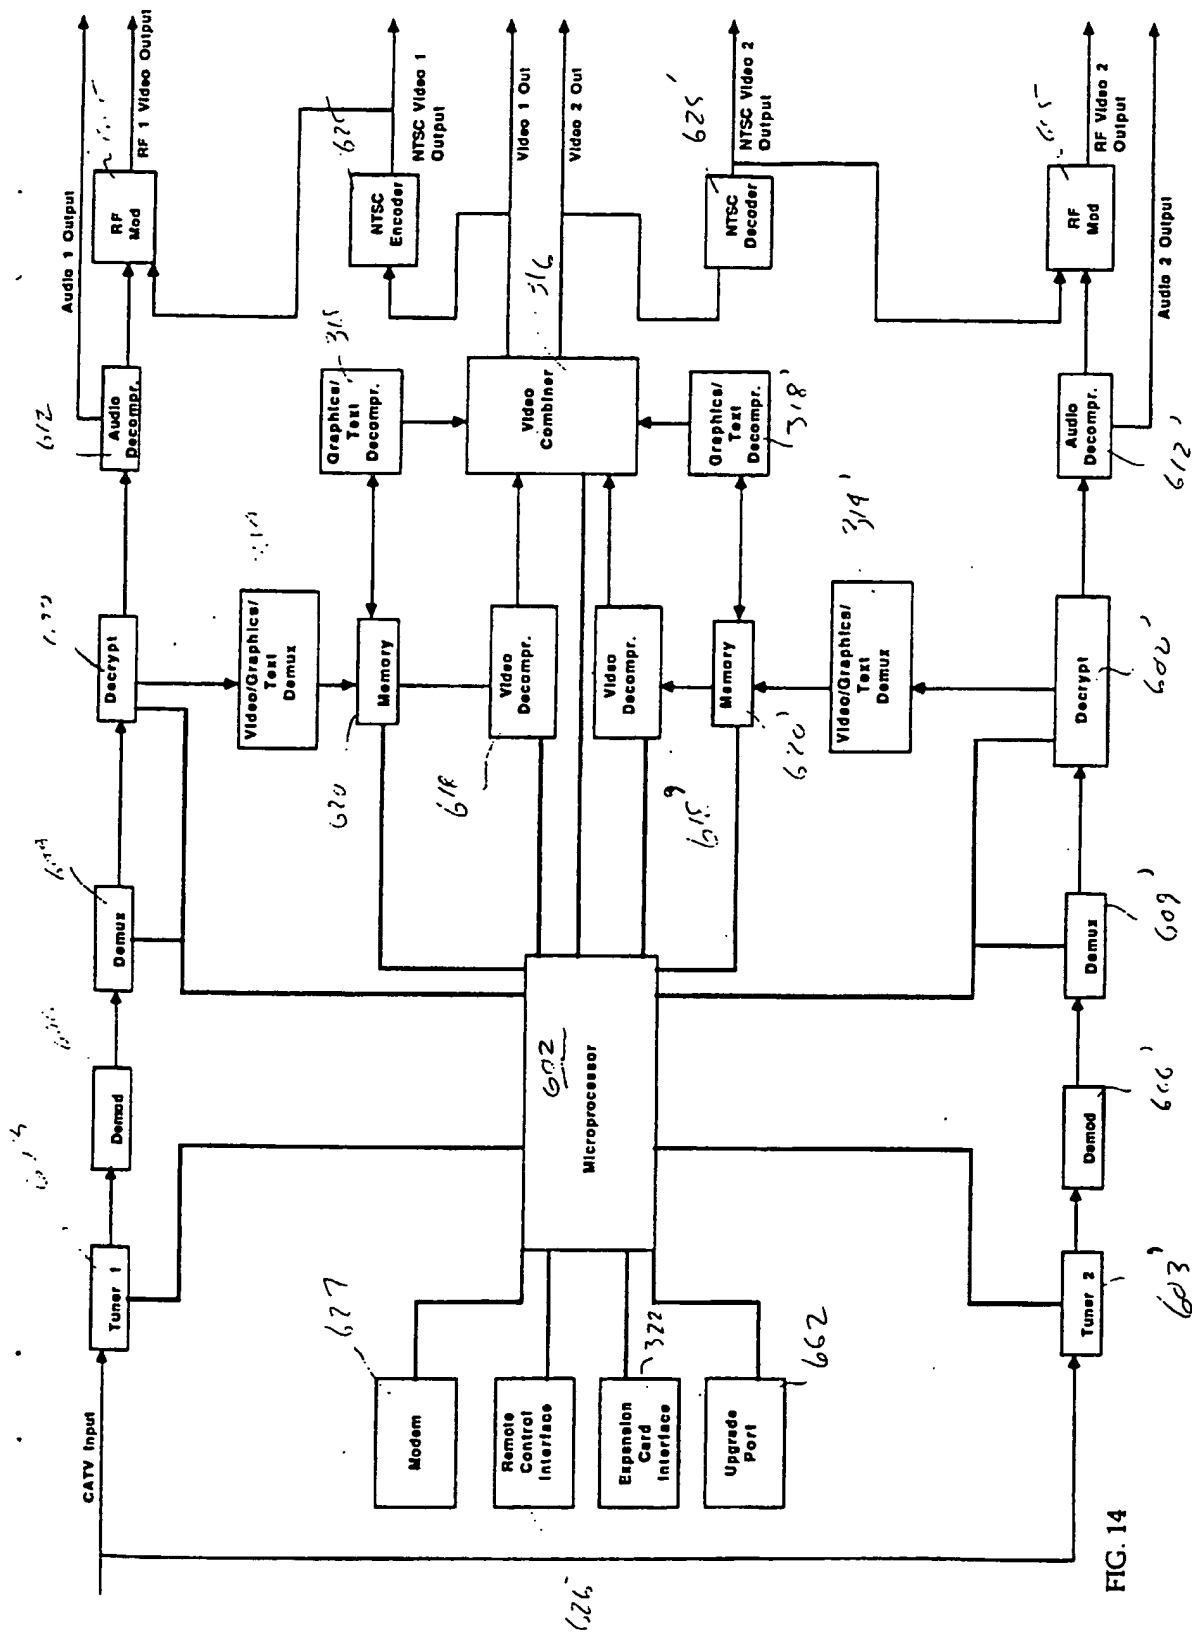 CATV Input
Tuner 1
Demod
Demux
Decrypt
612
Audio
Decompr.
RF
Mod
Audio 1 Output
RF 1 Video Output
Video/Graphics/
Text
Demux
620
Memory
Graphics/
Text
Decompr.
NTSC
Encoder
NTSC Video 1
Output
627
Modem
Remote
Control
Interface
322
Expansion
Card
Interface
662
Upgrade
Port
602
Microprocessor
618
Video
Decompr.
Video
Decompr.
316
Video
Combiner
Video 1 Out
Video 2 Out
620'
Memory
318'
Graphics/
Text
Decompr.
625'
NTSC
Decoder
NTSC Video 2
Output
314'
Video/Graphics/
Text
Demux
603'
Tuner 2
606'
Demod
609'
Demux
602'
Decrypt
612'
Audio
Decompr.
RF
Mod
RF Video 2
Output
Audio 2 Output
FIG. 14